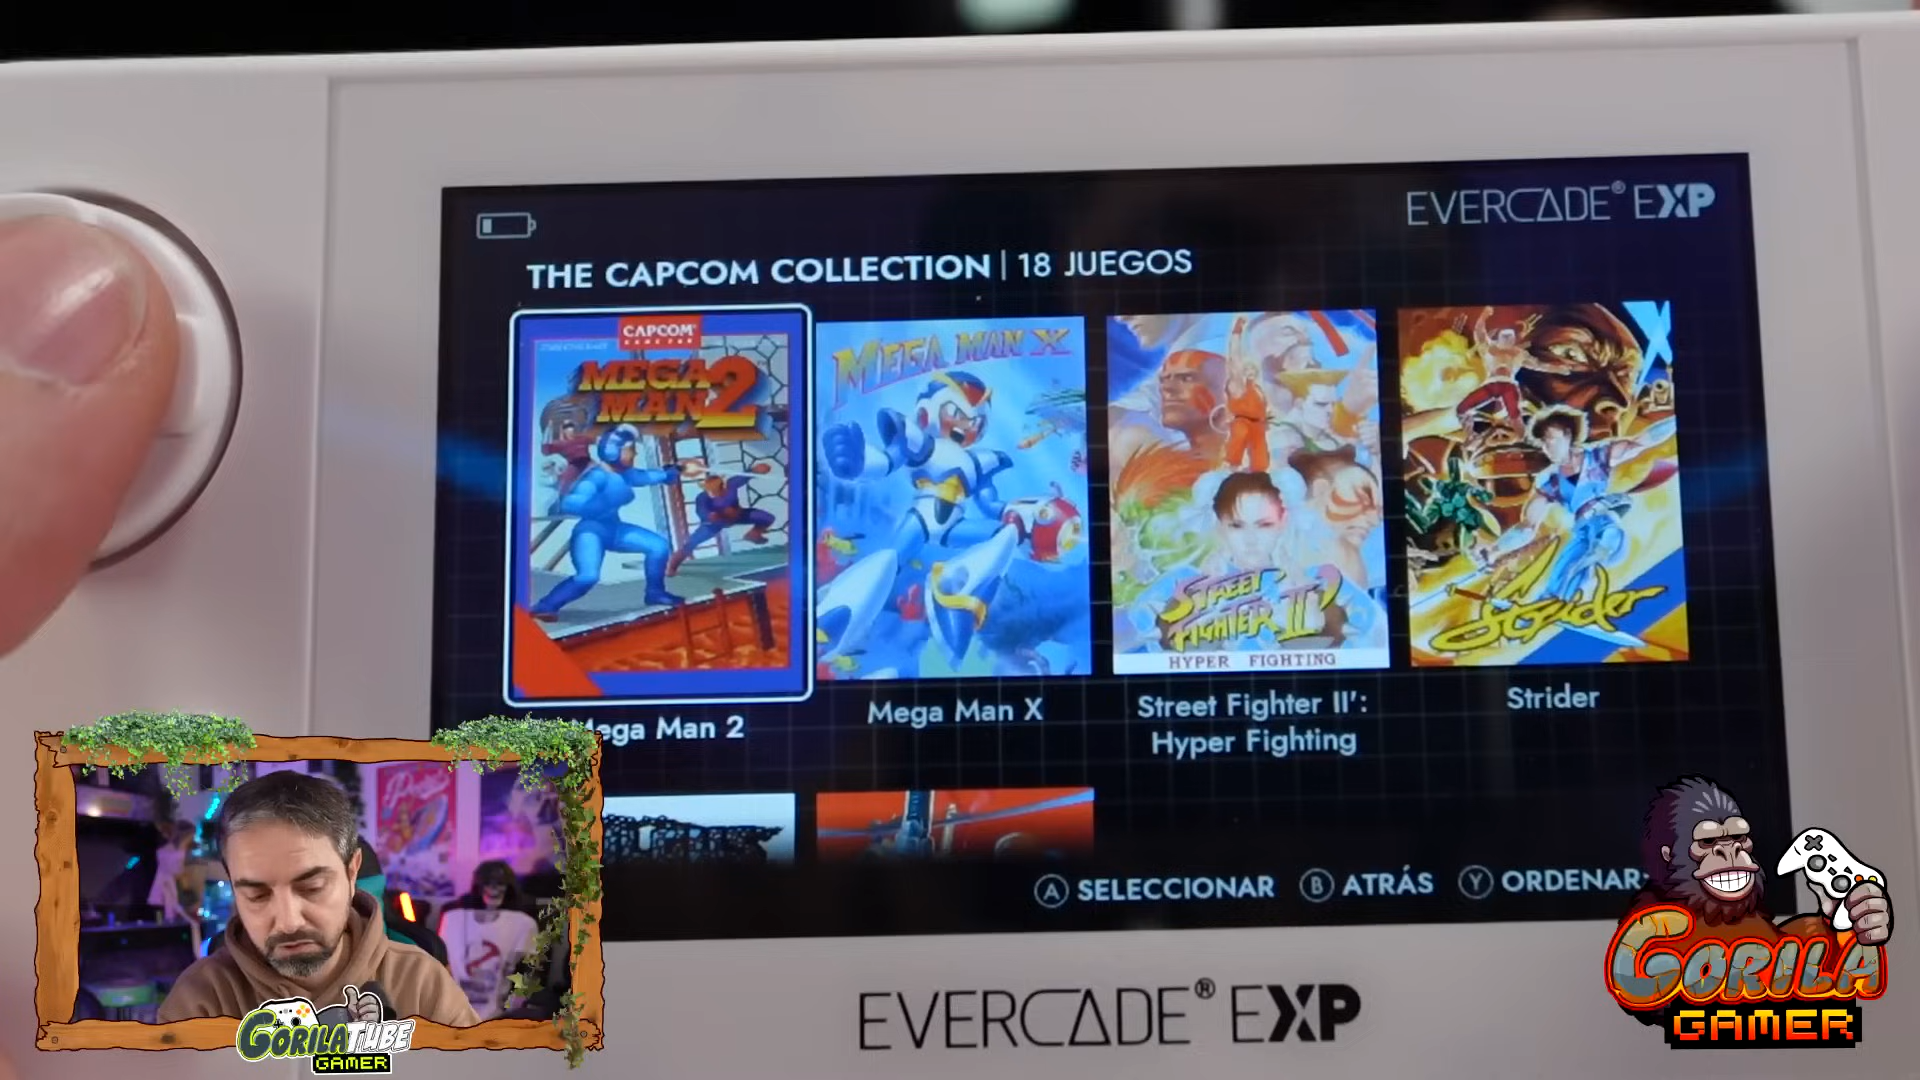 EVERCADE® EXP
THE CAPCOM COLLECTION | 18 JUEGOS
CAPCOM®
MEGA
MAN 2
MEGA MAN X
STREET
FIGHTER II'
HYPER FIGHTING
Strider
Mega Man 2
Mega Man X
Street Fighter II':
Hyper Fighting
Strider
A SELECCIONAR B ATRÁS Y ORDENAR:
EVERCADE® EXP
GORILATUBE
GAMER
GORILA
GAMER